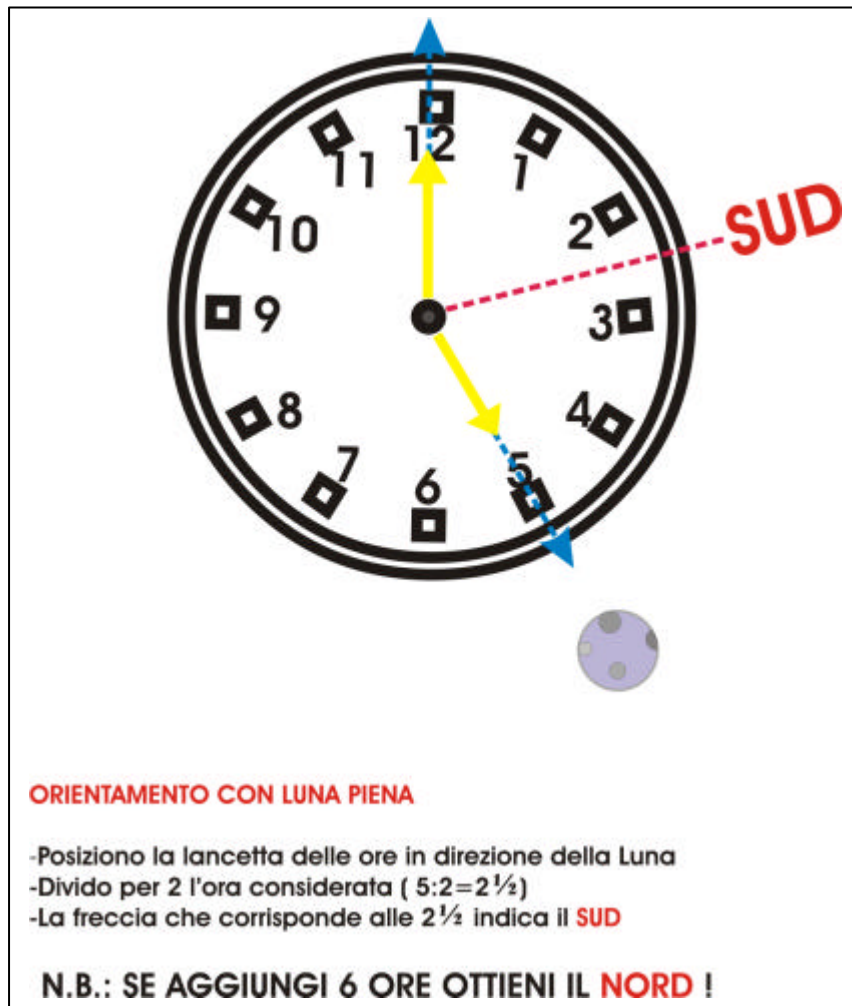 12
11
1
10
2
SUD
9
3
8
4
7
5
6
ORIENTAMENTO CON LUNA PIENA
-Posiziono la lancetta delle ore in direzione della Luna
-Divido per 2 l'ora considerata ( 5:2=2½)
-La freccia che corrisponde alle 2½ indica il SUD
N.B.: SE AGGIUNGI 6 ORE OTTIENI IL NORD !